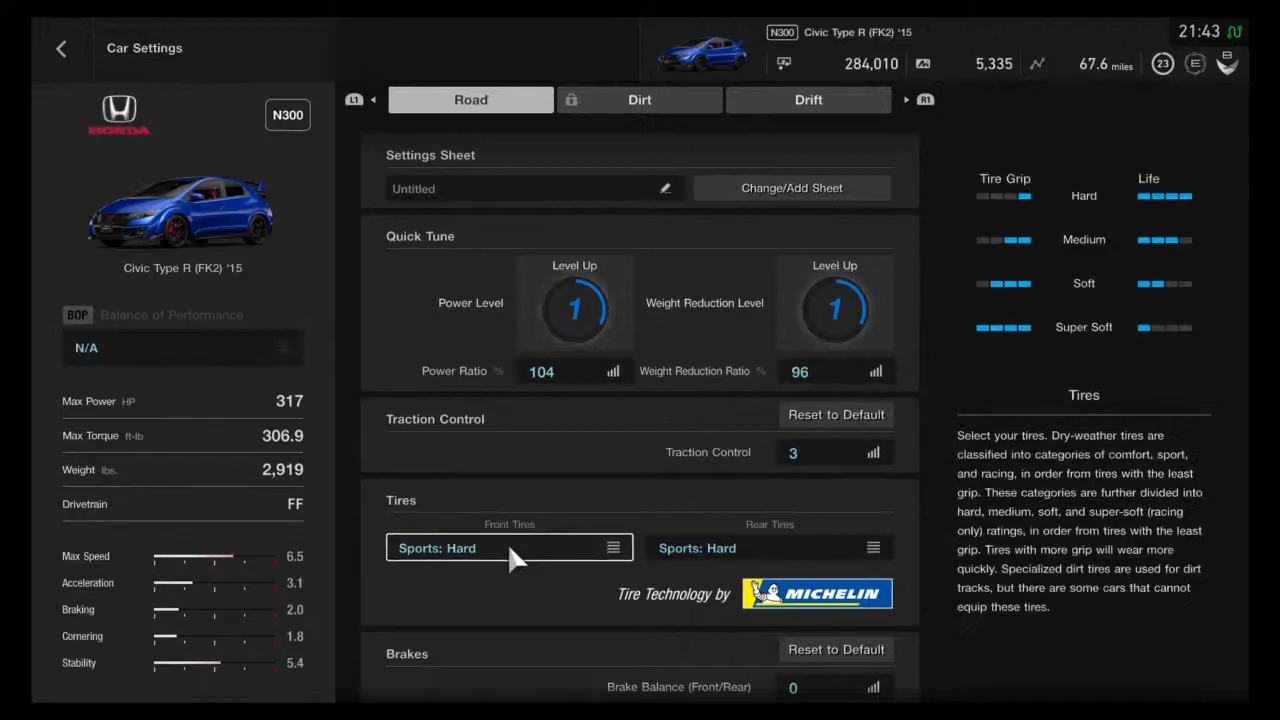 Car Settings
N300 Civic Type R (FK2) '15
284,010 5,335 67.6 miles 23 E B
21:43
HONDA
N300
Civic Type R (FK2) '15
BOP Balance of Performance
N/A
Max Power HP 317
Max Torque ft-lb 306.9
Weight lbs. 2,919
Drivetrain FF
Max Speed 6.5
Acceleration 3.1
Braking 2.0
Cornering 1.8
Stability 5.4
L1 Road Dirt Drift R1
Settings Sheet
Untitled Change/Add Sheet
Quick Tune
Level Up Level Up
Power Level 1 Weight Reduction Level 1
Power Ratio % 104 Weight Reduction Ratio % 96
Traction Control Reset to Default
Traction Control 3
Tires
Front Tires Rear Tires
Sports: Hard Sports: Hard
Tire Technology by MICHELIN
Brakes Reset to Default
Brake Balance (Front/Rear) 0
Tire Grip Life
Hard
Medium
Soft
Super Soft
Tires
Select your tires. Dry-weather tires are
classified into categories of comfort, sport,
and racing, in order from tires with the least
grip. These categories are further divided into
hard, medium, soft, and super-soft (racing
only) ratings, in order from tires with the least
grip. Tires with more grip will wear more
quickly. Specialized dirt tires are used for dirt
tracks, but there are some cars that cannot
equip these tires.